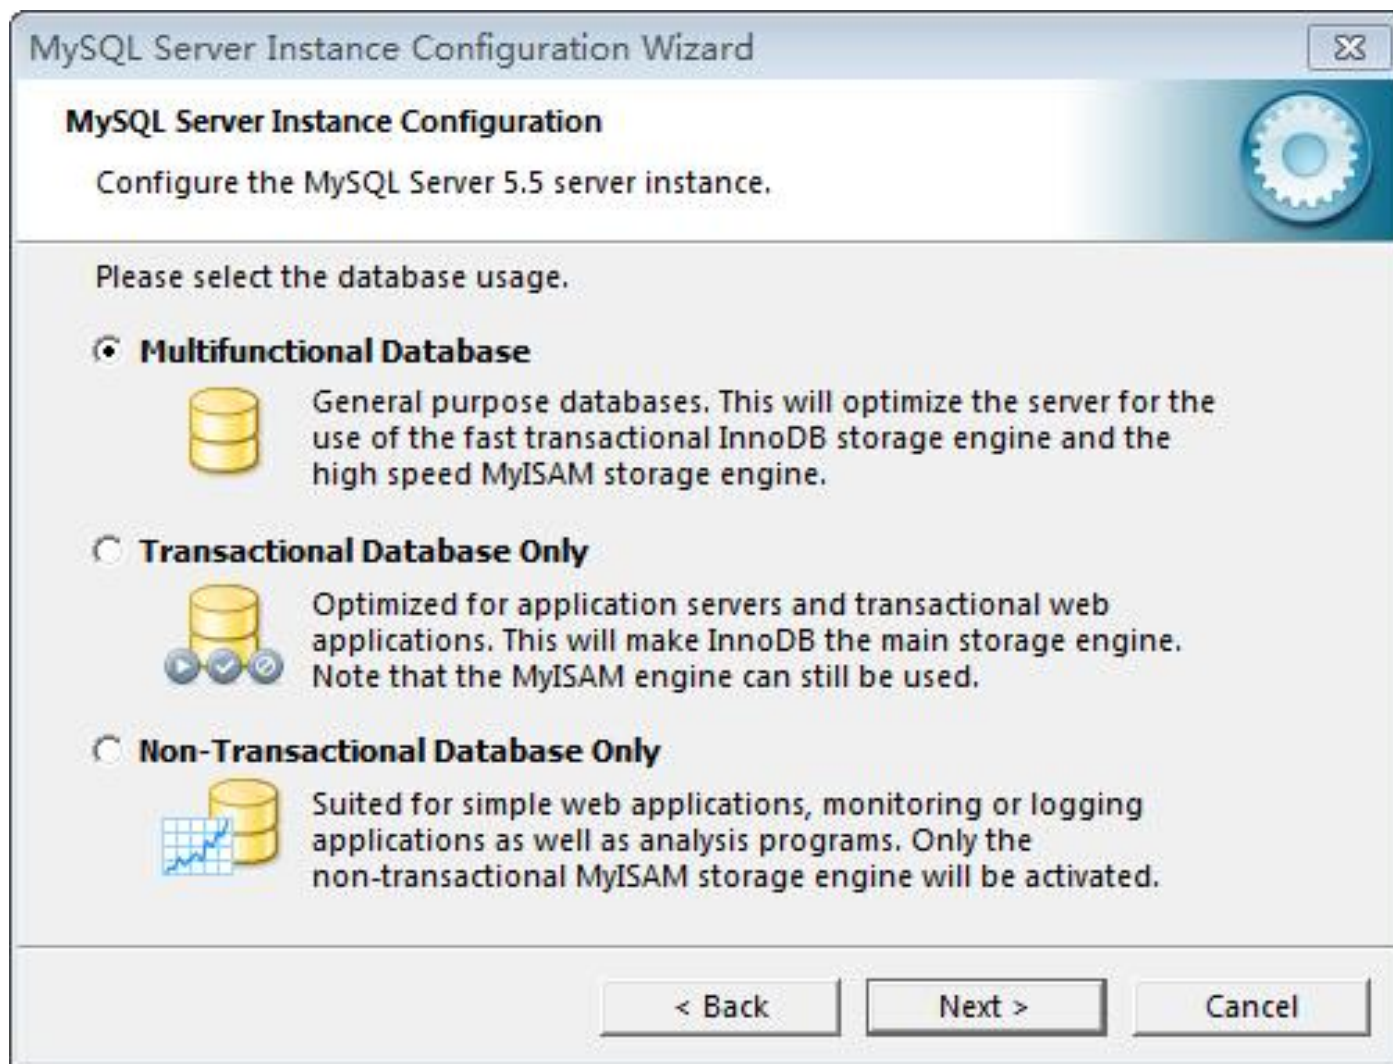 MySQL Server Instance Configuration Wizard
MySQL Server Instance Configuration
Configure the MySQL Server 5.5 server instance.
Please select the database usage.
Multifunctional Database
General purpose databases. This will optimize the server for the
use of the fast transactional InnoDB storage engine and the
high speed MyISAM storage engine.
Transactional Database Only
Optimized for application servers and transactional web
applications. This will make InnoDB the main storage engine.
Note that the MyISAM engine can still be used.
Non-Transactional Database Only
Suited for simple web applications, monitoring or logging
applications as well as analysis programs. Only the
non-transactional MyISAM storage engine will be activated.
< Back Next > Cancel